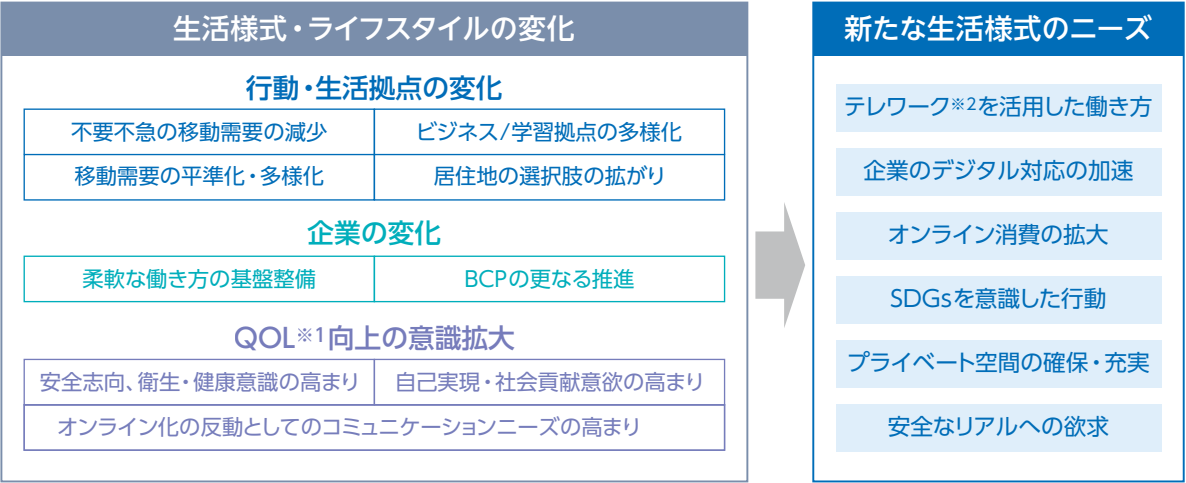 生活様式・ライフスタイルの変化
行動・生活拠点の変化
不要不急の移動需要の減少
ビジネス/学習拠点の多様化
移動需要の平準化・多様化
居住地の選択肢の拡がり
企業の変化
柔軟な働き方の基盤整備
BCPの更なる推進
QOL※1向上の意識拡大
安全志向、衛生・健康意識の高まり
自己実現・社会貢献意欲の高まり
オンライン化の反動としてのコミュニケーションニーズの高まり
新たな生活様式のニーズ
テレワーク※2を活用した働き方
企業のデジタル対応の加速
オンライン消費の拡大
SDGsを意識した行動
プライベート空間の確保・充実
安全なリアルへの欲求